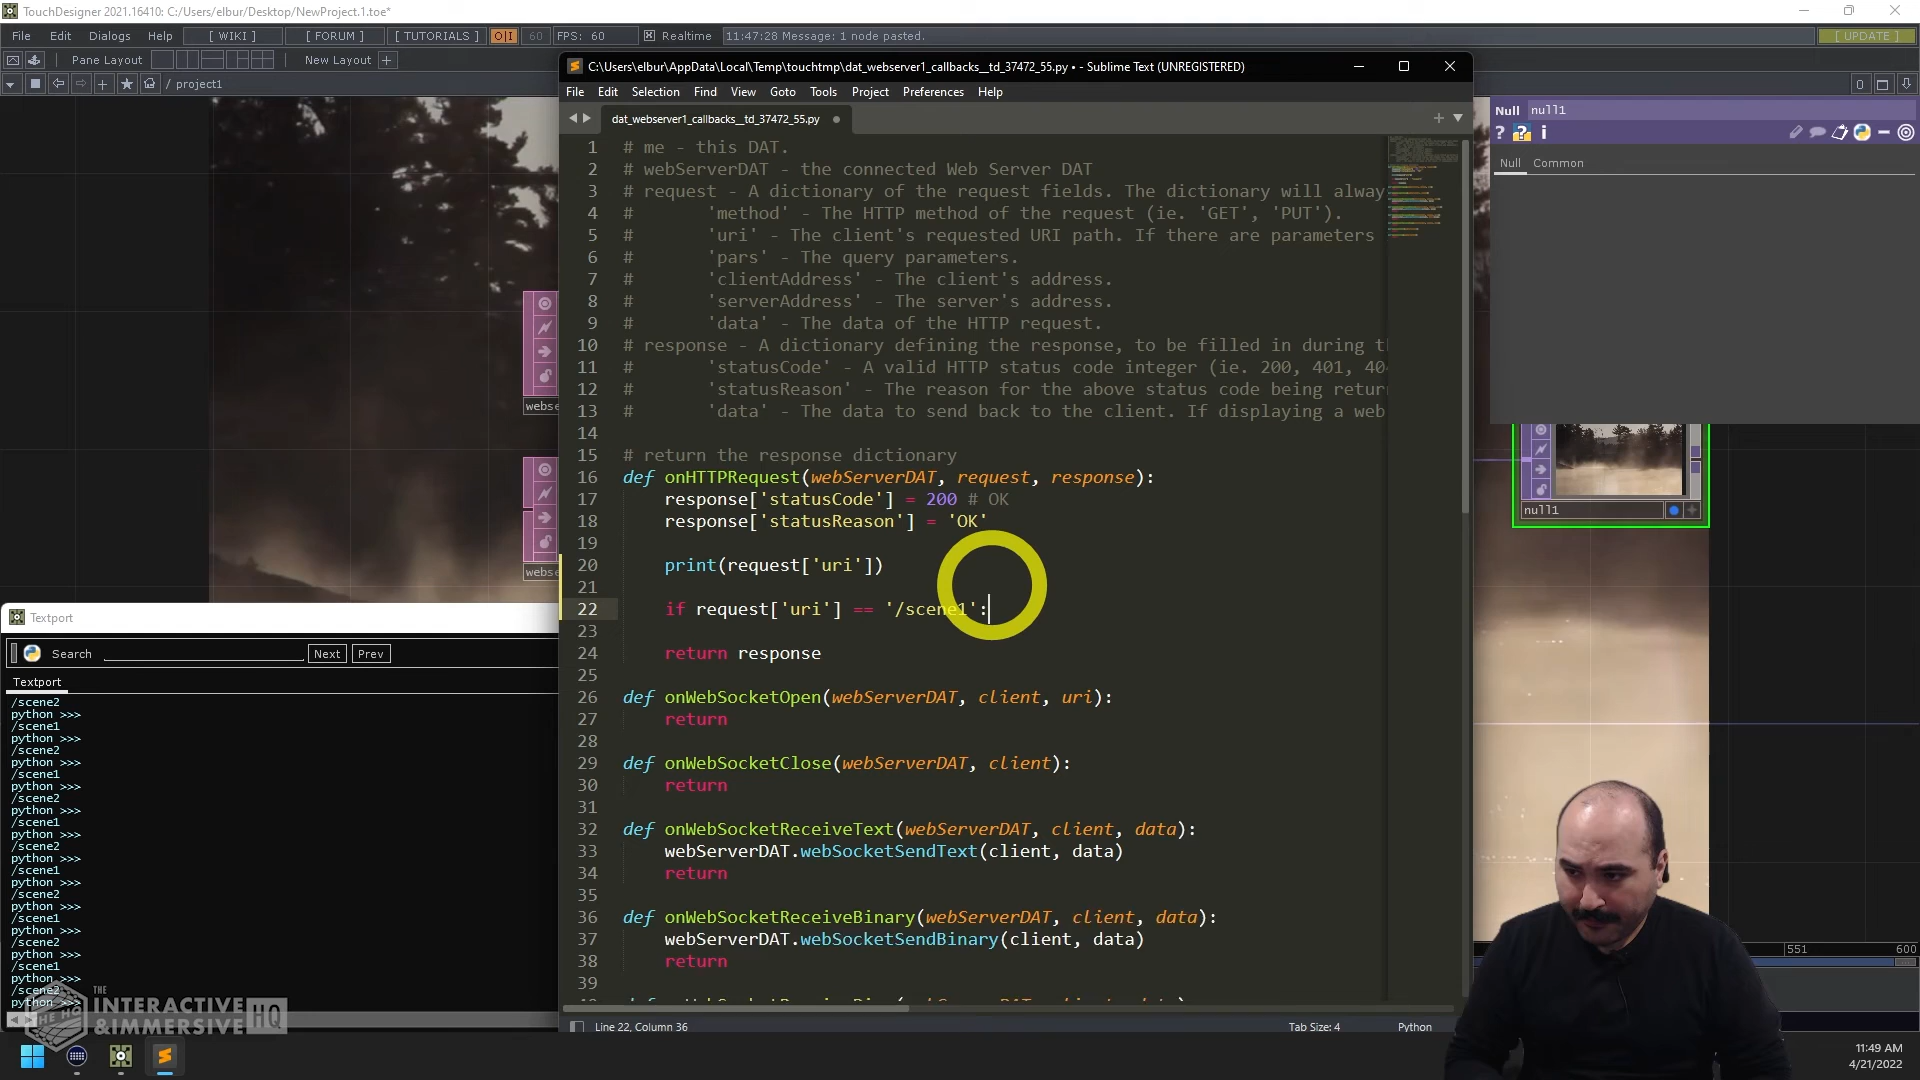 TouchDesigner 2021.16410: C:/Users/elbur/Desktop/NewProject.1.toe*
File Edit Dialogs Help [ WIKI ] [ FORUM ] [ TUTORIALS ] O|I 60 FPS: 60 Realtime 11:47:28 Message: 1 node pasted. [ UPDATE ]
Pane Layout New Layout +
/ project1
C:\Users\elbur\AppData\Local\Temp\touchtmp\dat_webserver1_callbacks__td_37472_55.py • - Sublime Text (UNREGISTERED)
File Edit Selection Find View Goto Tools Project Preferences Help
dat_webserver1_callbacks__td_37472_55.py
1 # me - this DAT.
2 # webServerDAT - the connected Web Server DAT
3 # request - A dictionary of the request fields. The dictionary will alway
4 # 'method' - The HTTP method of the request (ie. 'GET', 'PUT').
5 # 'uri' - The client's requested URI path. If there are parameters
6 # 'pars' - The query parameters.
7 # 'clientAddress' - The client's address.
8 # 'serverAddress' - The server's address.
9 # 'data' - The data of the HTTP request.
10 # response - A dictionary defining the response, to be filled in during t
11 # 'statusCode' - A valid HTTP status code integer (ie. 200, 401, 404
12 # 'statusReason' - The reason for the above status code being retur
13 # 'data' - The data to send back to the client. If displaying a web
14
15 # return the response dictionary
16 def onHTTPRequest(webServerDAT, request, response):
17 response['statusCode'] = 200 # OK
18 response['statusReason'] = 'OK'
19
20 print(request['uri'])
21
22 if request['uri'] == '/scene1':
23
24 return response
25
26 def onWebSocketOpen(webServerDAT, client, uri):
27 return
28
29 def onWebSocketClose(webServerDAT, client):
30 return
31
32 def onWebSocketReceiveText(webServerDAT, client, data):
33 webServerDAT.webSocketSendText(client, data)
34 return
35
36 def onWebSocketReceiveBinary(webServerDAT, client, data):
37 webServerDAT.webSocketSendBinary(client, data)
38 return
39
Line 22, Column 36 Tab Size: 4 Python
Null null1
? ? i
Null Common
null1
webse
webse
551 600
Textport
Search Next Prev
Textport
/scene2
python >>>
/scene1
python >>>
/scene2
python >>>
/scene1
python >>>
/scene2
python >>>
/scene1
python >>>
/scene2
python >>>
/scene1
python >>>
/scene2
python >>>
/scene1
python >>>
/scene2
python >>>
/scene1
python >>>
/scene2
python >>>
THE
INTERACTIVE
& IMMERSIVE HQ
THE HQ
11:49 AM
4/21/2022